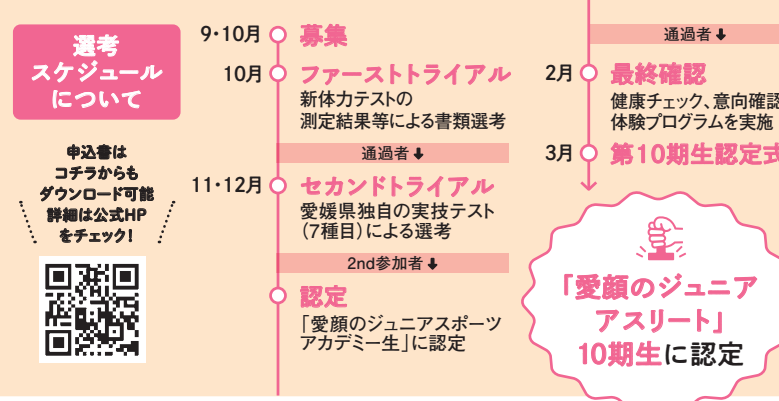 選考
スケジュール
について
申込書は
コチラからも
ダウンロード可能
詳細は公式HP
をチェック!
9・10月 募集
10月 ファーストトライアル
新体力テストの
測定結果等による書類選考
通過者⬇
11・12月 セカンドトライアル
愛媛県独自の実技テスト
(7種目)による選考
2nd参加者⬇
認定
「愛顔のジュニアスポーツ
アカデミー生」に認定
通過者⬇
2月 最終確認
健康チェック、意向確認
体験プログラムを実施
3月 第10期生認定式
「愛顔のジュニア
アスリート」
10期生に認定